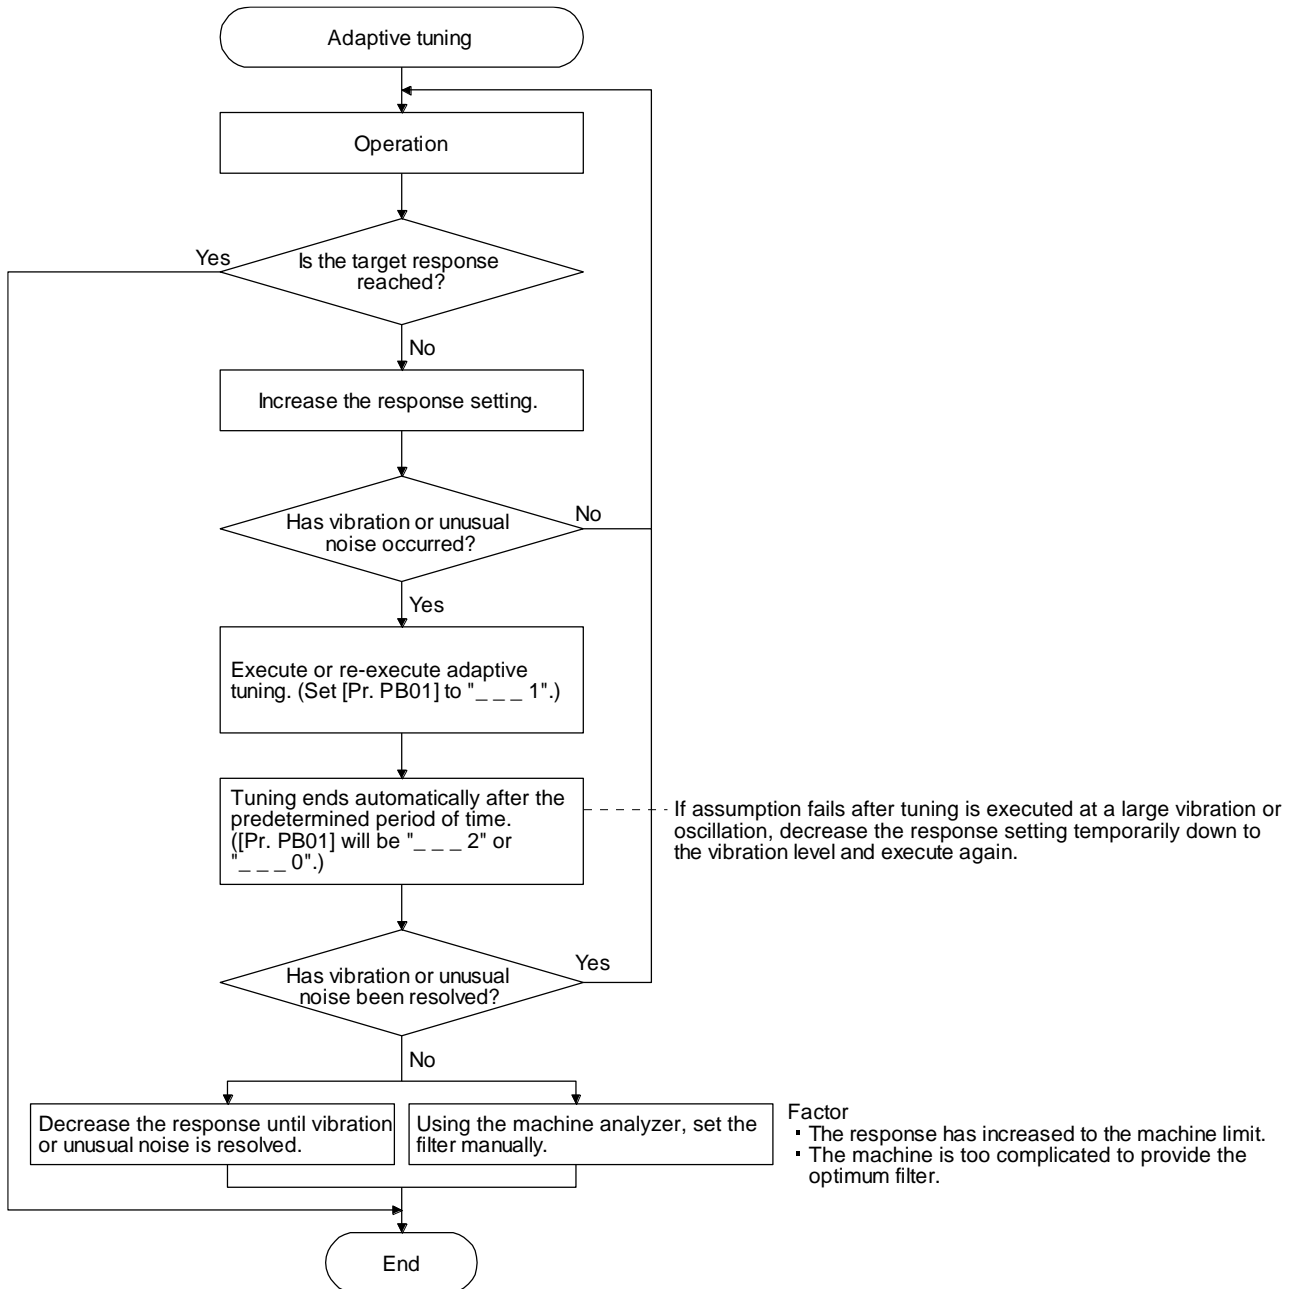 Adaptive tuning
Operation
Yes
Is the target response
reached?
No
Increase the response setting.
Has vibration or unusual
noise occurred?
No
Yes
Execute or re-execute adaptive
tuning. (Set [Pr. PB01] to "_ _ _ 1".)
Tuning ends automatically after the
predetermined period of time.
([Pr. PB01] will be "_ _ _ 2" or
"_ _ _ 0".)
If assumption fails after tuning is executed at a large vibration or
oscillation, decrease the response setting temporarily down to
the vibration level and execute again.
Has vibration or unusual
noise been resolved?
Yes
No
Decrease the response until vibration
or unusual noise is resolved.
Using the machine analyzer, set the
filter manually.
Factor
・The response has increased to the machine limit.
・The machine is too complicated to provide the
optimum filter.
End